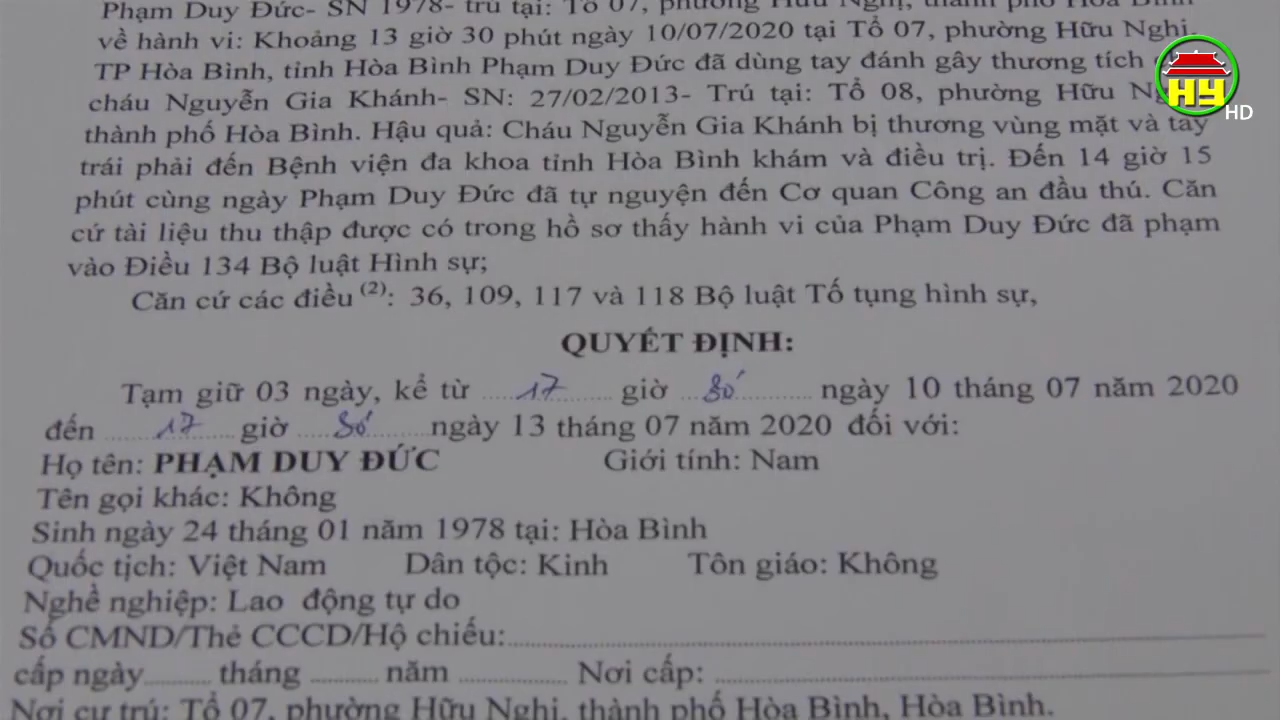 Phạm Duy Đức- SN 1978- trú tại: Tổ 07, phường Hữu Nghị, thành phố Hòa Bình
về hành vi: Khoảng 13 giờ 30 phút ngày 10/07/2020 tại Tổ 07, phường Hữu Nghị,
TP Hòa Bình, tỉnh Hòa Bình Phạm Duy Đức đã dùng tay đánh gây thương tích
cháu Nguyễn Gia Khánh- SN: 27/02/2013- Trú tại: Tổ 08, phường Hữu
HY HD
thành phố Hòa Bình. Hậu quả: Cháu Nguyễn Gia Khánh bị thương vùng mặt và tay
trái phải đến Bệnh viện đa khoa tỉnh Hòa Bình khám và điều trị. Đến 14 giờ 15
phút cùng ngày Phạm Duy Đức đã tự nguyện đến Cơ quan Công an đầu thú. Căn
cứ tài liệu thu thập được có trong hồ sơ thấy hành vi của Phạm Duy Đức đã phạm
vào Điều 134 Bộ luật Hình sự;
Căn cứ các điều (2): 36, 109, 117 và 118 Bộ luật Tố tụng hình sự,
QUYẾT ĐỊNH:
Tạm giữ 03 ngày, kể từ 17 giờ ngày 10 tháng 07 năm 2020
đến 17 giờ ngày 13 tháng 07 năm 2020 đối với:
Họ tên: PHẠM DUY ĐỨC Giới tính: Nam
Tên gọi khác: Không
Sinh ngày 24 tháng 01 năm 1978 tại: Hòa Bình
Quốc tịch: Việt Nam Dân tộc: Kinh Tôn giáo: Không
Nghề nghiệp: Lao động tự do
Số CMND/Thẻ CCCD/Hộ chiếu:
cấp ngày tháng năm Nơi cấp:
Nơi cư trú: Tổ 07, phường Hữu Nghị, thành phố Hòa Bình, Hòa Bình.